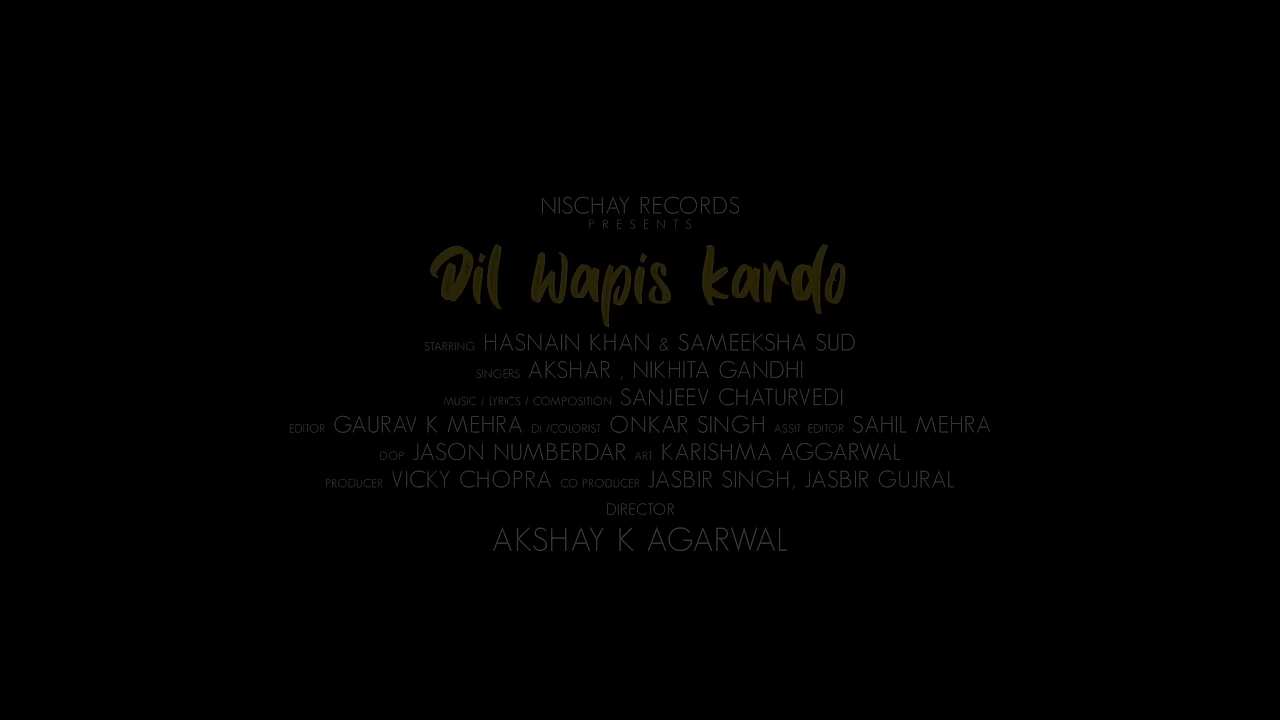 NISCHAY RECORDS
PRESENTS
Dil wapis kardo
STARRING HASNAIN KHAN & SAMEEKSHA SUD
SINGERS AKSHAR , NIKHITA GANDHI
MUSIC / LYRICS / COMPOSITION SANJEEV CHATURVEDI
EDITOR GAURAV K MEHRA DI /COLORIST ONKAR SINGH ASSIT EDITOR SAHIL MEHRA
DOP JASON NUMBERDAR ART KARISHMA AGGARWAL
PRODUCER VICKY CHOPRA CO PRODUCER JASBIR SINGH, JASBIR GUJRAL
DIRECTOR
AKSHAY K AGARWAL